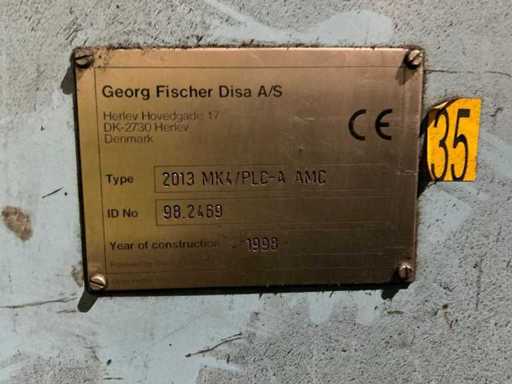 Georg Fischer Disa A/S
Herlev Hovedgade 17
DK-2730 Herlev
Denmark
CE
35
Type 2013 MK4/PLC-A AMC
ID No 98.2469
Year of construction 1998